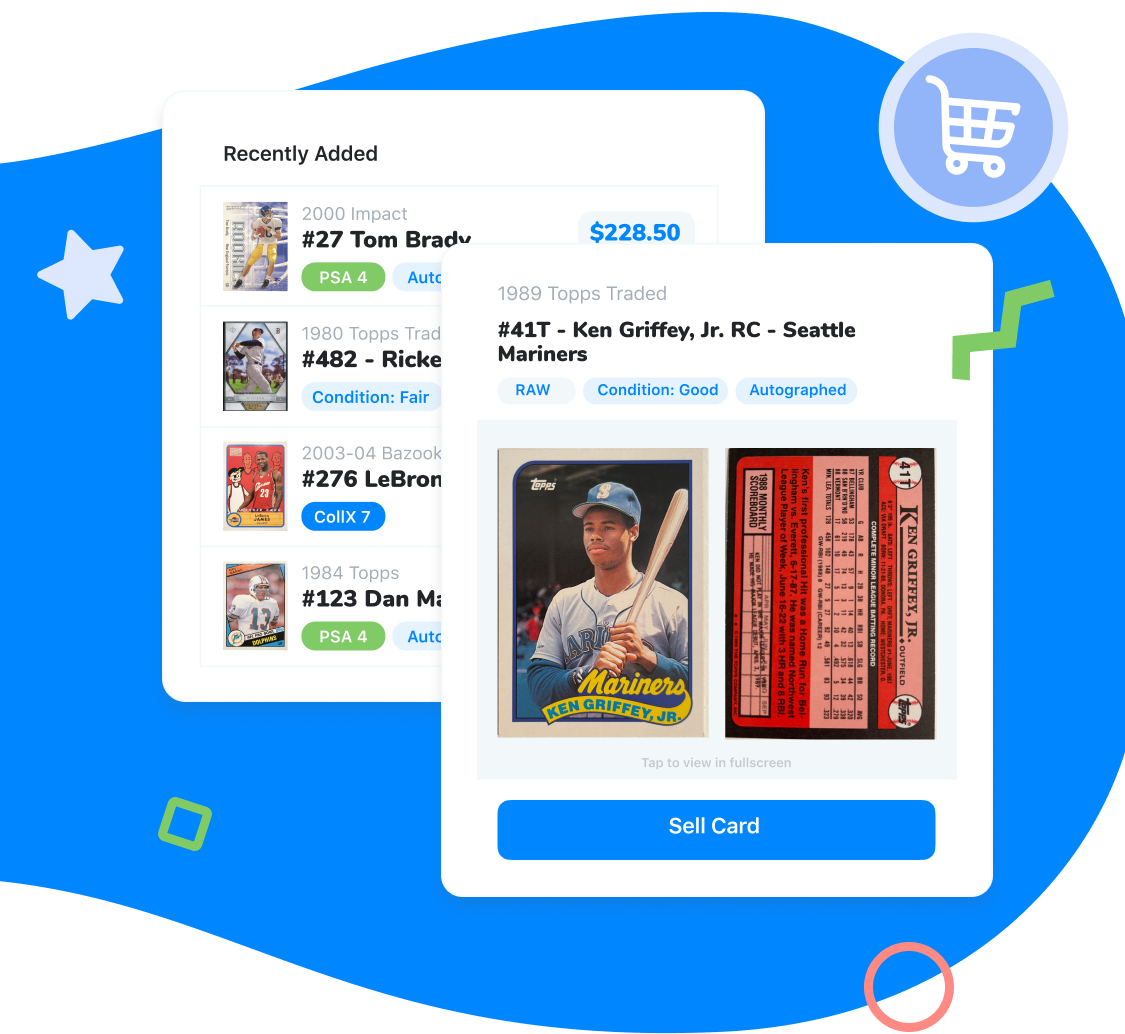 Recently Added
2000 Impact
#27 Tom Brady
PSA 4
Auto
$228.50
1980 Topps Trad
#482 - Ricke
Condition: Fair
2003-04 Bazook
#276 LeBron
CollX 7
1984 Topps
#123 Dan Ma
PSA 4
Auto
1989 Topps Traded
#41T - Ken Griffey, Jr. RC - Seattle
Mariners
RAW
Condition: Good
Autographed
Topps
S
Mariners
KEN GRIFFEY, JR.
41T
KEN GRIFFEY, JR. ♦ OUTFIELD
Topps
COMPLETE MINOR LEAGUE BATTING RECORD
Ken's first professional Hit was a Home Run for Bel-
lingham vs. Everett, 6-17-87. He was named Northwest
League Player of Week, June 16-22 with 3 HR and 8 RBI.
1988 MONTHLY
SCOREBOARD
Tap to view in fullscreen
Sell Card